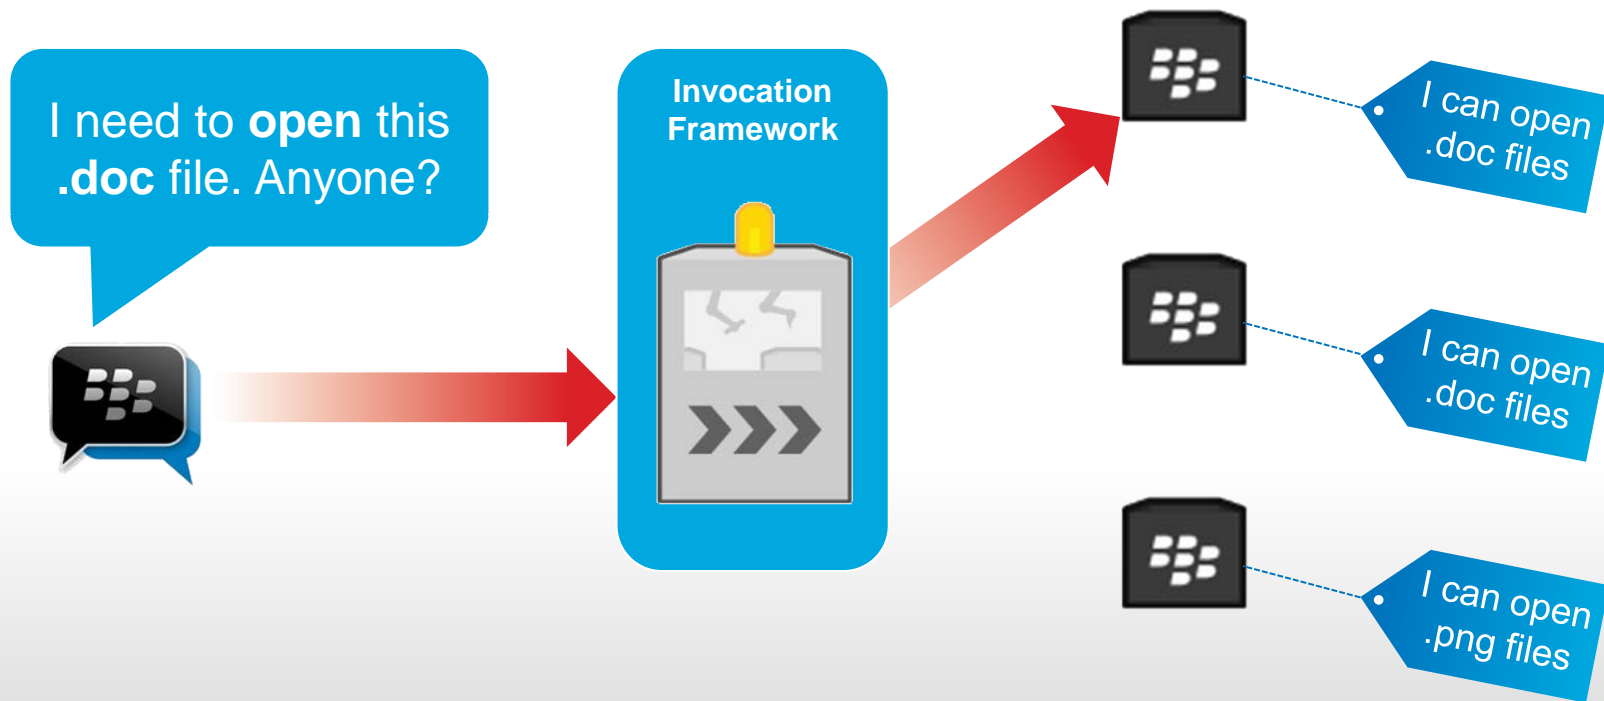 I need to open this
.doc file. Anyone?
Invocation
Framework
I can open
.doc files
I can open
.doc files
I can open
.png files